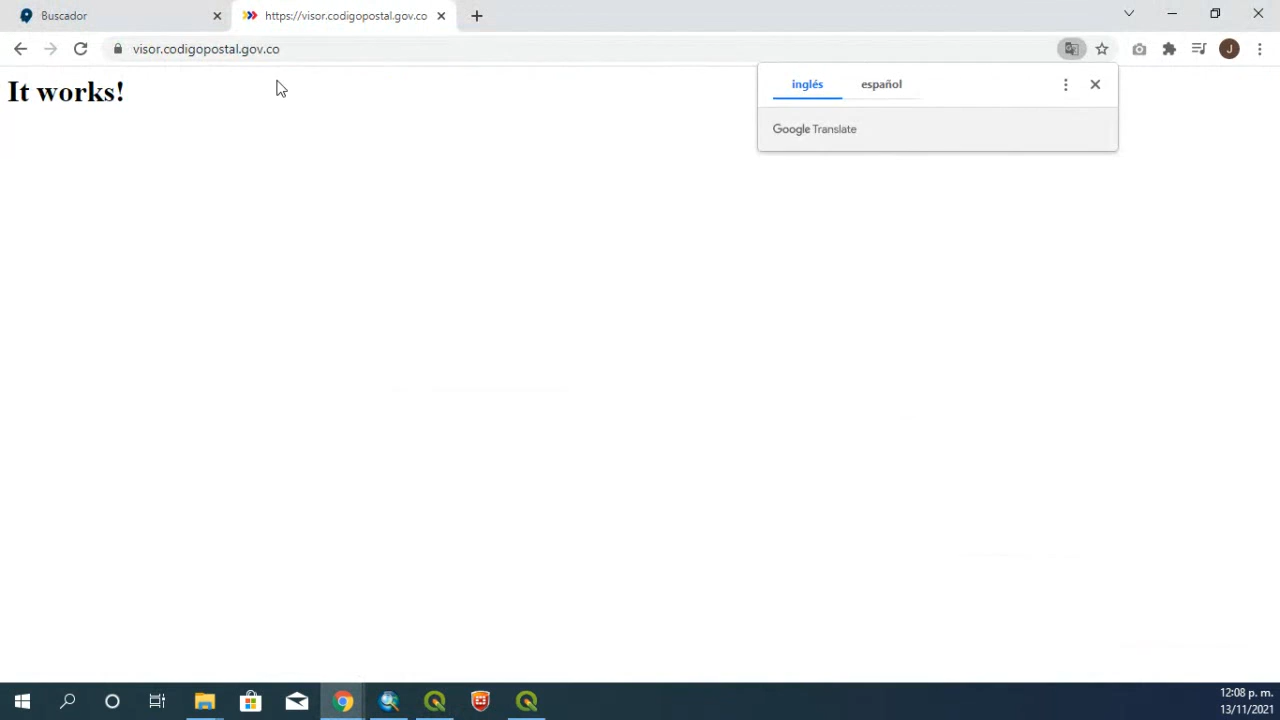 Buscador
https://visor.codigopostal.gov.co
visor.codigopostal.gov.co
J
It works!
inglés español
Google Translate
12:08 p. m.
13/11/2021